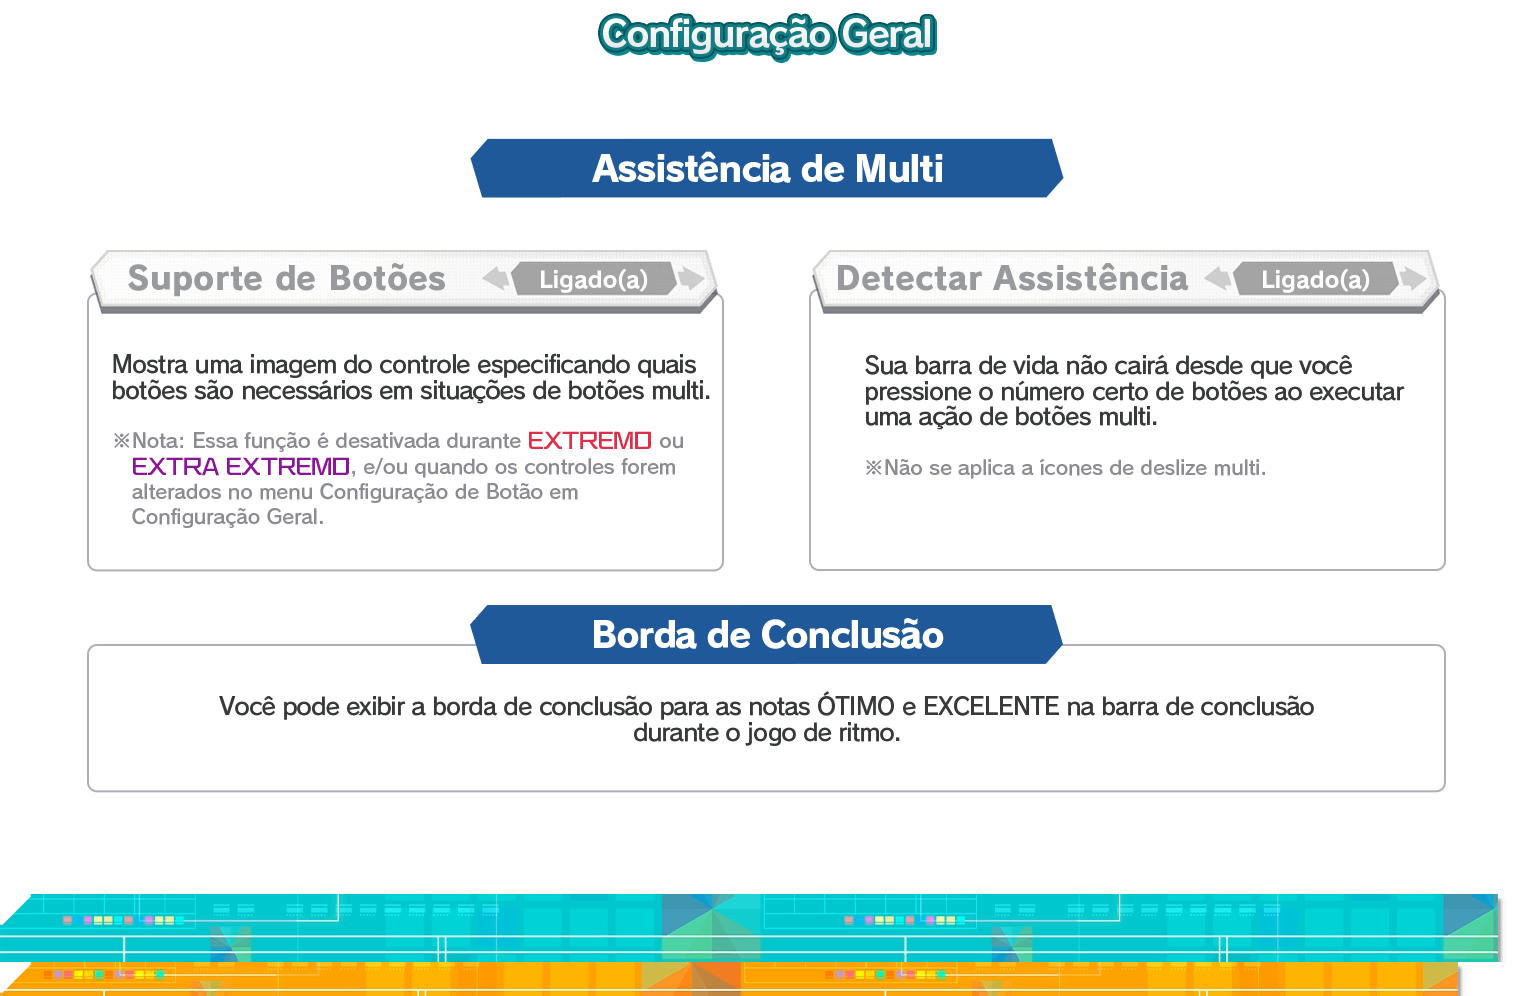 Configuração Geral
Assistência de Multi
Suporte de Botões
Ligado(a)
Mostra uma imagem do controle especificando quais
botões são necessários em situações de botões multi.
※Nota: Essa função é desativada durante EXTREMO ou
EXTRA EXTREMO, e/ou quando os controles forem
alterados no menu Configuração de Botão em
Configuração Geral.
Detectar Assistência
Ligado(a)
Sua barra de vida não cairá desde que você
pressione o número certo de botões ao executar
uma ação de botões multi.
※Não se aplica a ícones de deslize multi.
Borda de Conclusão
Você pode exibir a borda de conclusão para as notas ÓTIMO e EXCELENTE na barra de conclusão
durante o jogo de ritmo.